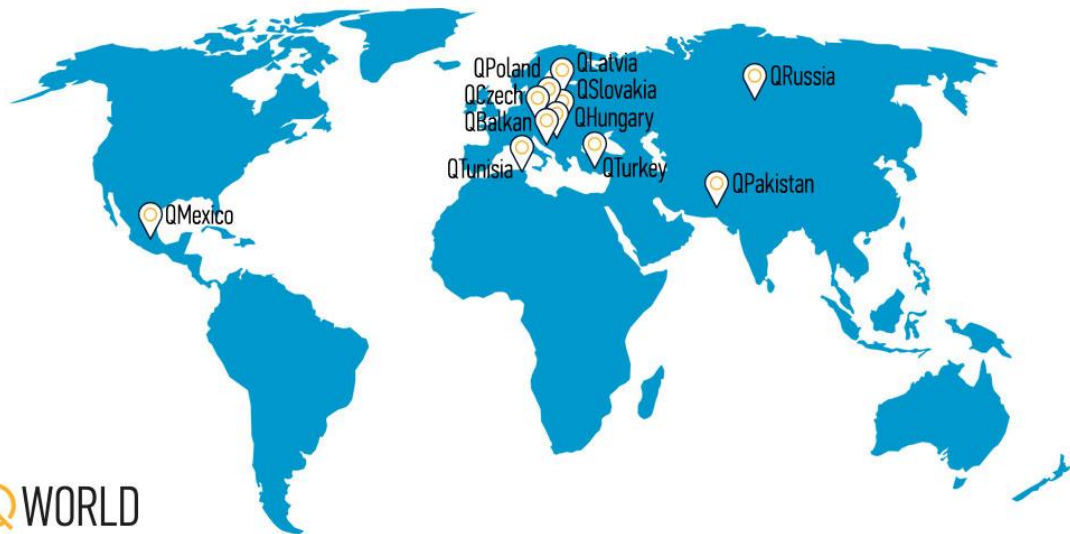 QLatvia
QPoland
QRussia
QSlovakia
QCzech
QHungary
QBalkan
QTunisia
QTurkey
QPakistan
QMexico
QWORLD